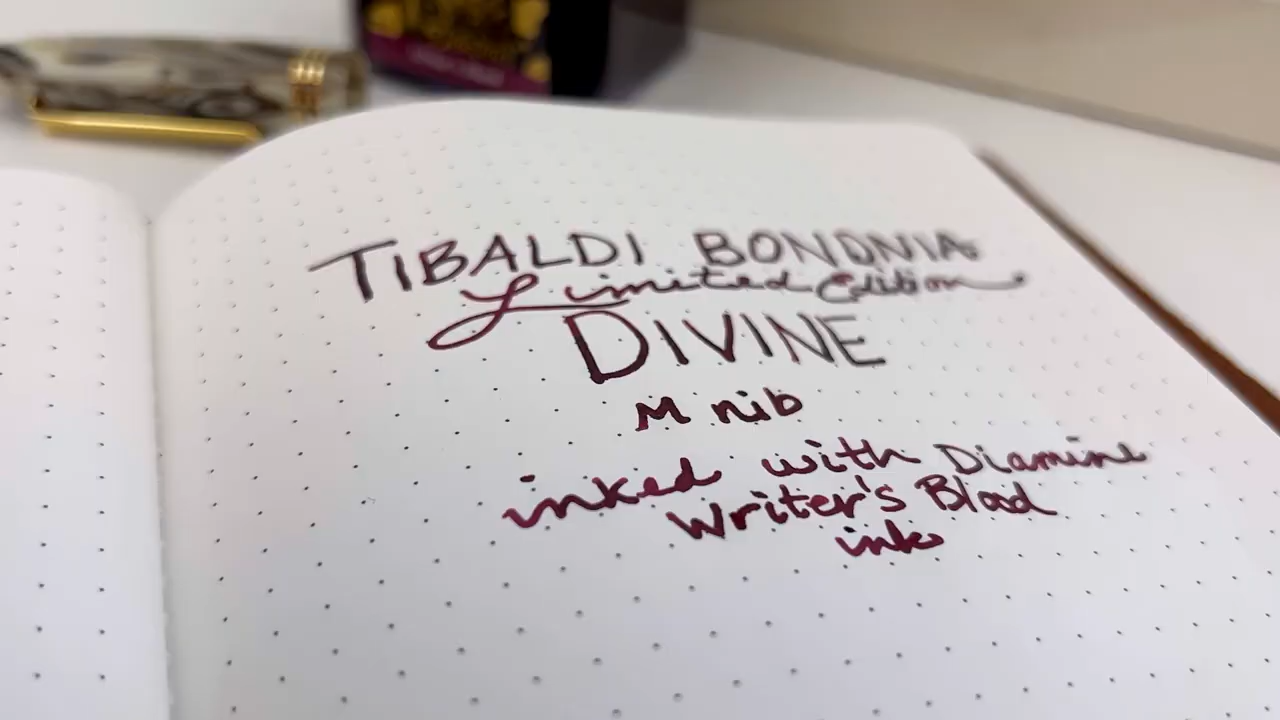 TIBALDI BONONIA
Limited Edition
DIVINE
M nib
inked with Diamine
Writer's Blood
ink